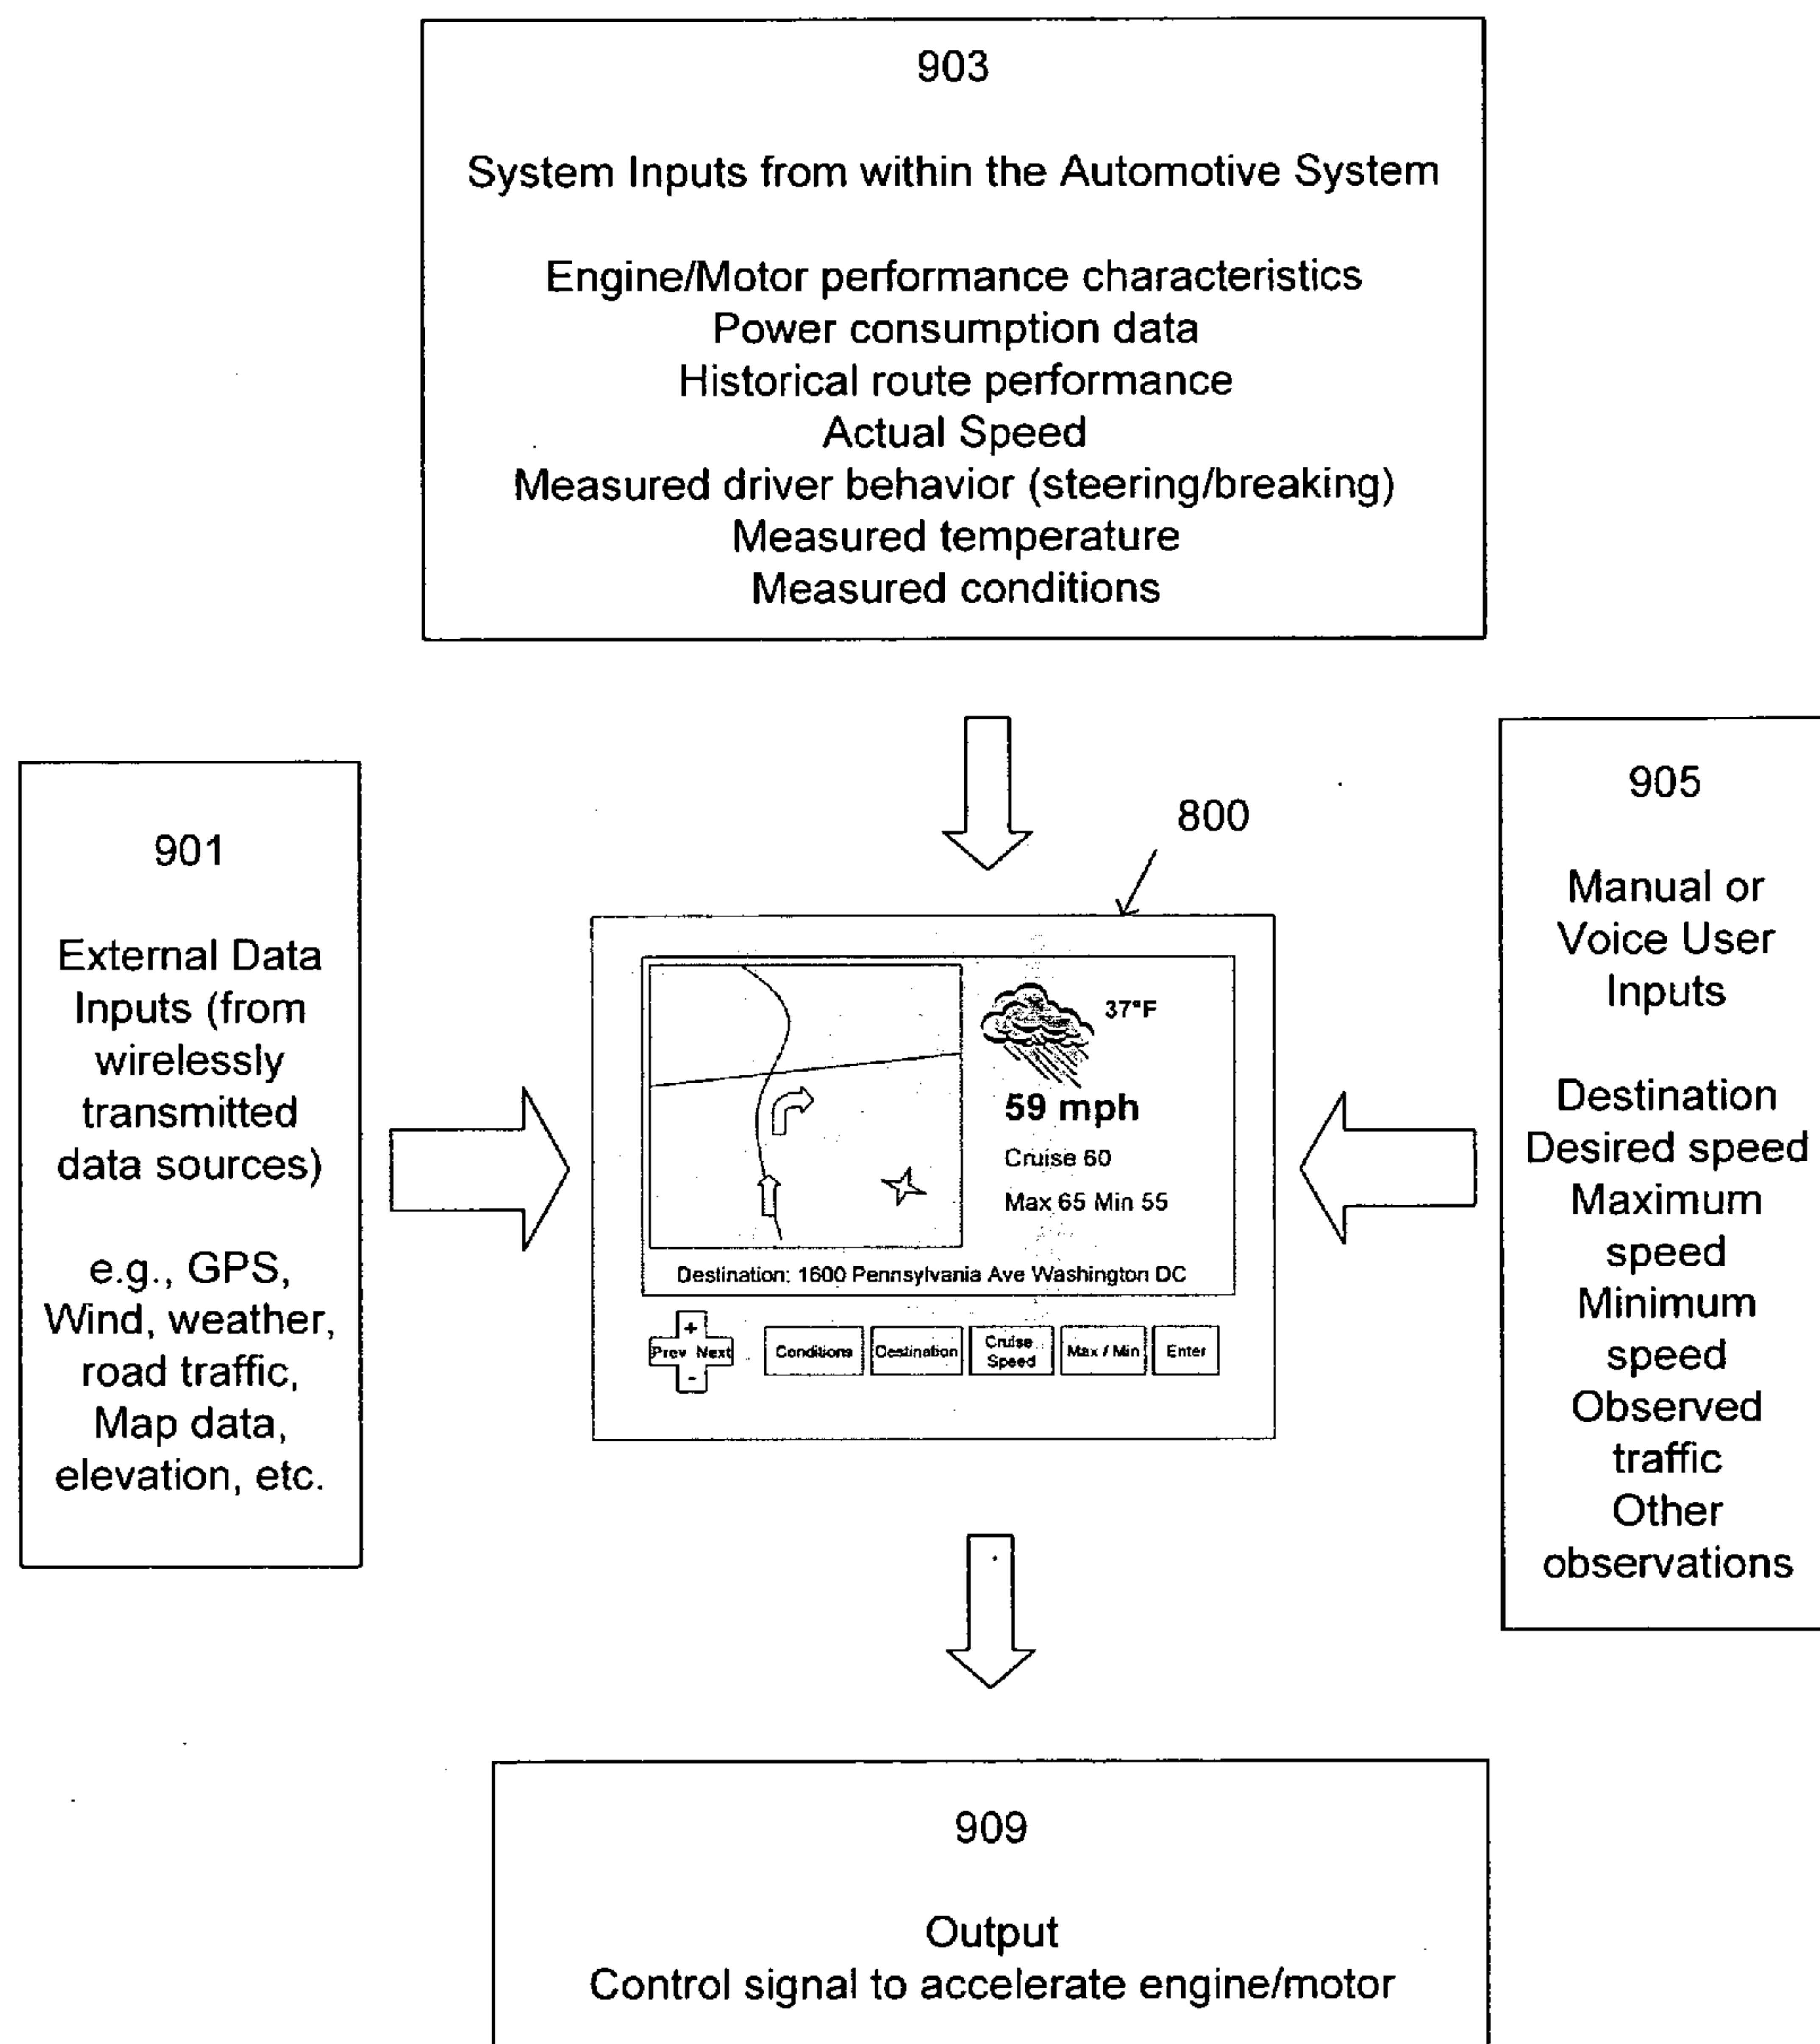 903
System Inputs from within the Automotive System
Engine/Motor performance characteristics
Power consumption data
Historical route performance
Actual Speed
Measured driver behavior (steering/breaking)
Measured temperature
Measured conditions
901
External Data
Inputs (from
wirelessly
transmitted
data sources)
e.g., GPS,
Wind, weather,
road traffic,
Map data,
elevation, etc.
800
37°F
59 mph
Cruise 60
Max 65 Min 55
Destination: 1600 Pennsylvania Ave Washington DC
+
Prev Next
-
Conditions
Destination
Cruise
Speed
Max / Min
Enter
905
Manual or
Voice User
Inputs
Destination
Desired speed
Maximum
speed
Minimum
speed
Observed
traffic
Other
observations
909
Output
Control signal to accelerate engine/motor